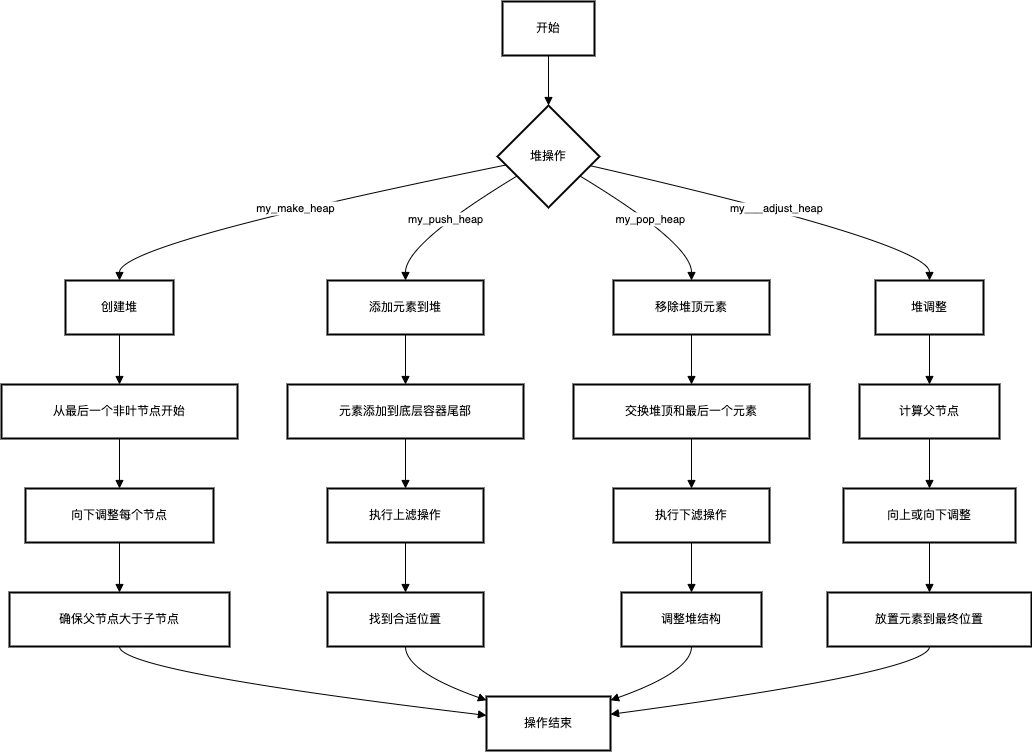 开始
堆操作
my_make_heap
my_push_heap
my_pop_heap
my___adjust_heap
创建堆
添加元素到堆
移除堆顶元素
堆调整
从最后一个非叶节点开始
元素添加到底层容器尾部
交换堆顶和最后一个元素
计算父节点
向下调整每个节点
执行上滤操作
执行下滤操作
向上或向下调整
确保父节点大于子节点
找到合适位置
调整堆结构
放置元素到最终位置
操作结束